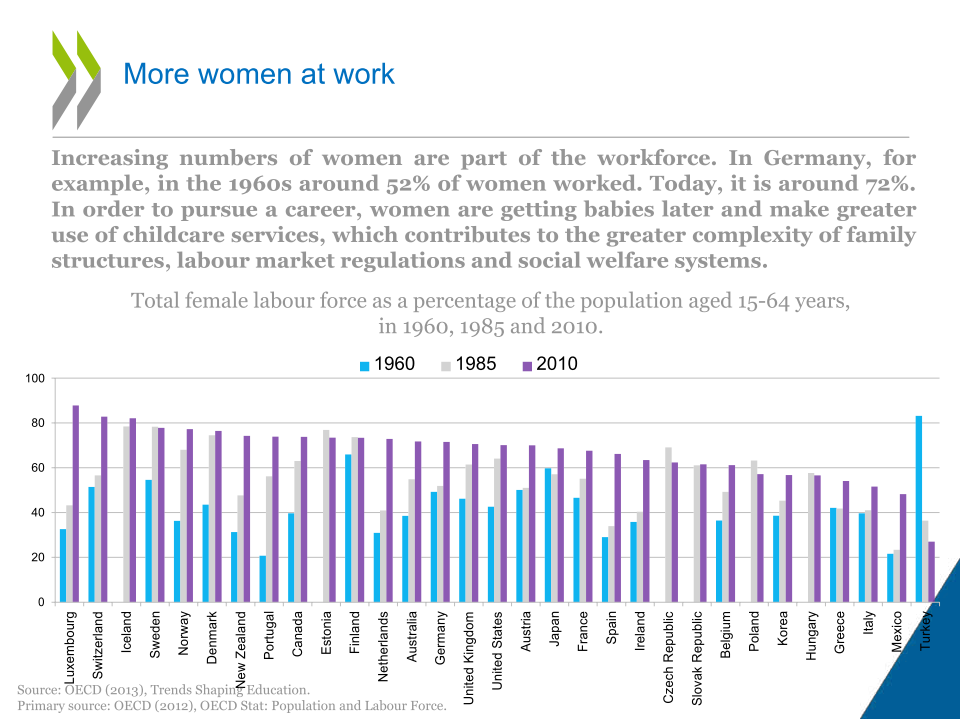 More women at work
Increasing numbers of women are part of the workforce. In Germany, for
example, in the 1960s around 52% of women worked. Today, it is around 72%.
In order to pursue a career, women are getting babies later and make greater
use of childcare services, which contributes to the greater complexity of family
structures, labour market regulations and social welfare systems.
Total female labour force as a percentage of the population aged 15-64 years,
in 1960, 1985 and 2010.
1960 1985 2010
100
80
60
40
20
0
Luxembourg
Switzerland
Iceland
Sweden
Norway
Denmark
New Zealand
Portugal
Canada
Estonia
Finland
Netherlands
Australia
Germany
United Kingdom
United States
Austria
Japan
France
Spain
Ireland
Czech Republic
Slovak Republic
Belgium
Poland
Korea
Hungary
Greece
Italy
Mexico
Turkey
Source: OECD (2013), Trends Shaping Education.
Primary source: OECD (2012), OECD Stat: Population and Labour Force.